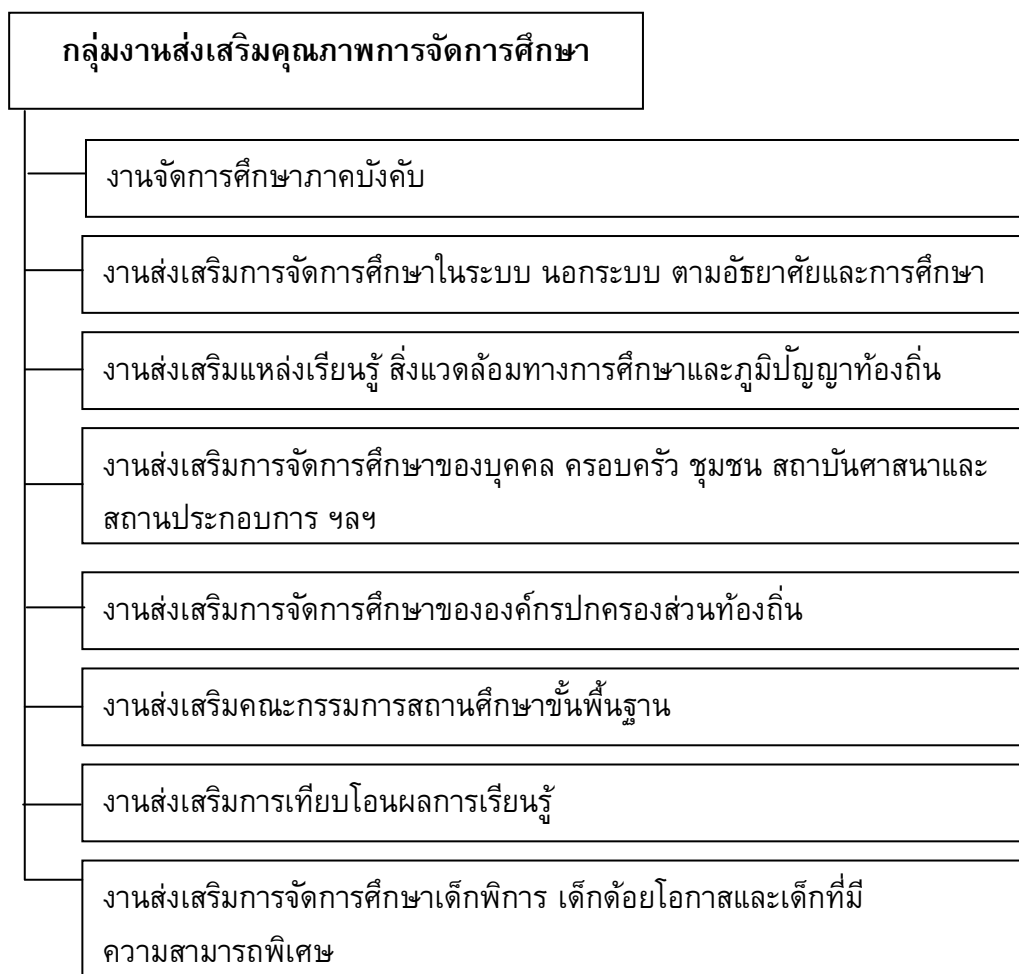 กลุ่มงานส่งเสริมคุณภาพการจัดการศึกษา
งานจัดการศึกษาภาคบังคับ
งานส่งเสริมการจัดการศึกษาในระบบ นอกระบบ ตามอัธยาศัยและการศึกษา
งานส่งเสริมแหล่งเรียนรู้ สิ่งแวดล้อมทางการศึกษาและภูมิปัญญาท้องถิ่น
งานส่งเสริมการจัดการศึกษาของบุคคล ครอบครัว ชุมชน สถาบันศาสนาและ
สถานประกอบการ ฯลฯ
งานส่งเสริมการจัดการศึกษาขององค์กรปกครองส่วนท้องถิ่น
งานส่งเสริมคณะกรรมการสถานศึกษาขั้นพื้นฐาน
งานส่งเสริมการเทียบโอนผลการเรียนรู้
งานส่งเสริมการจัดการศึกษาเด็กพิการ เด็กด้อยโอกาสและเด็กที่มี
ความสามารถพิเศษ